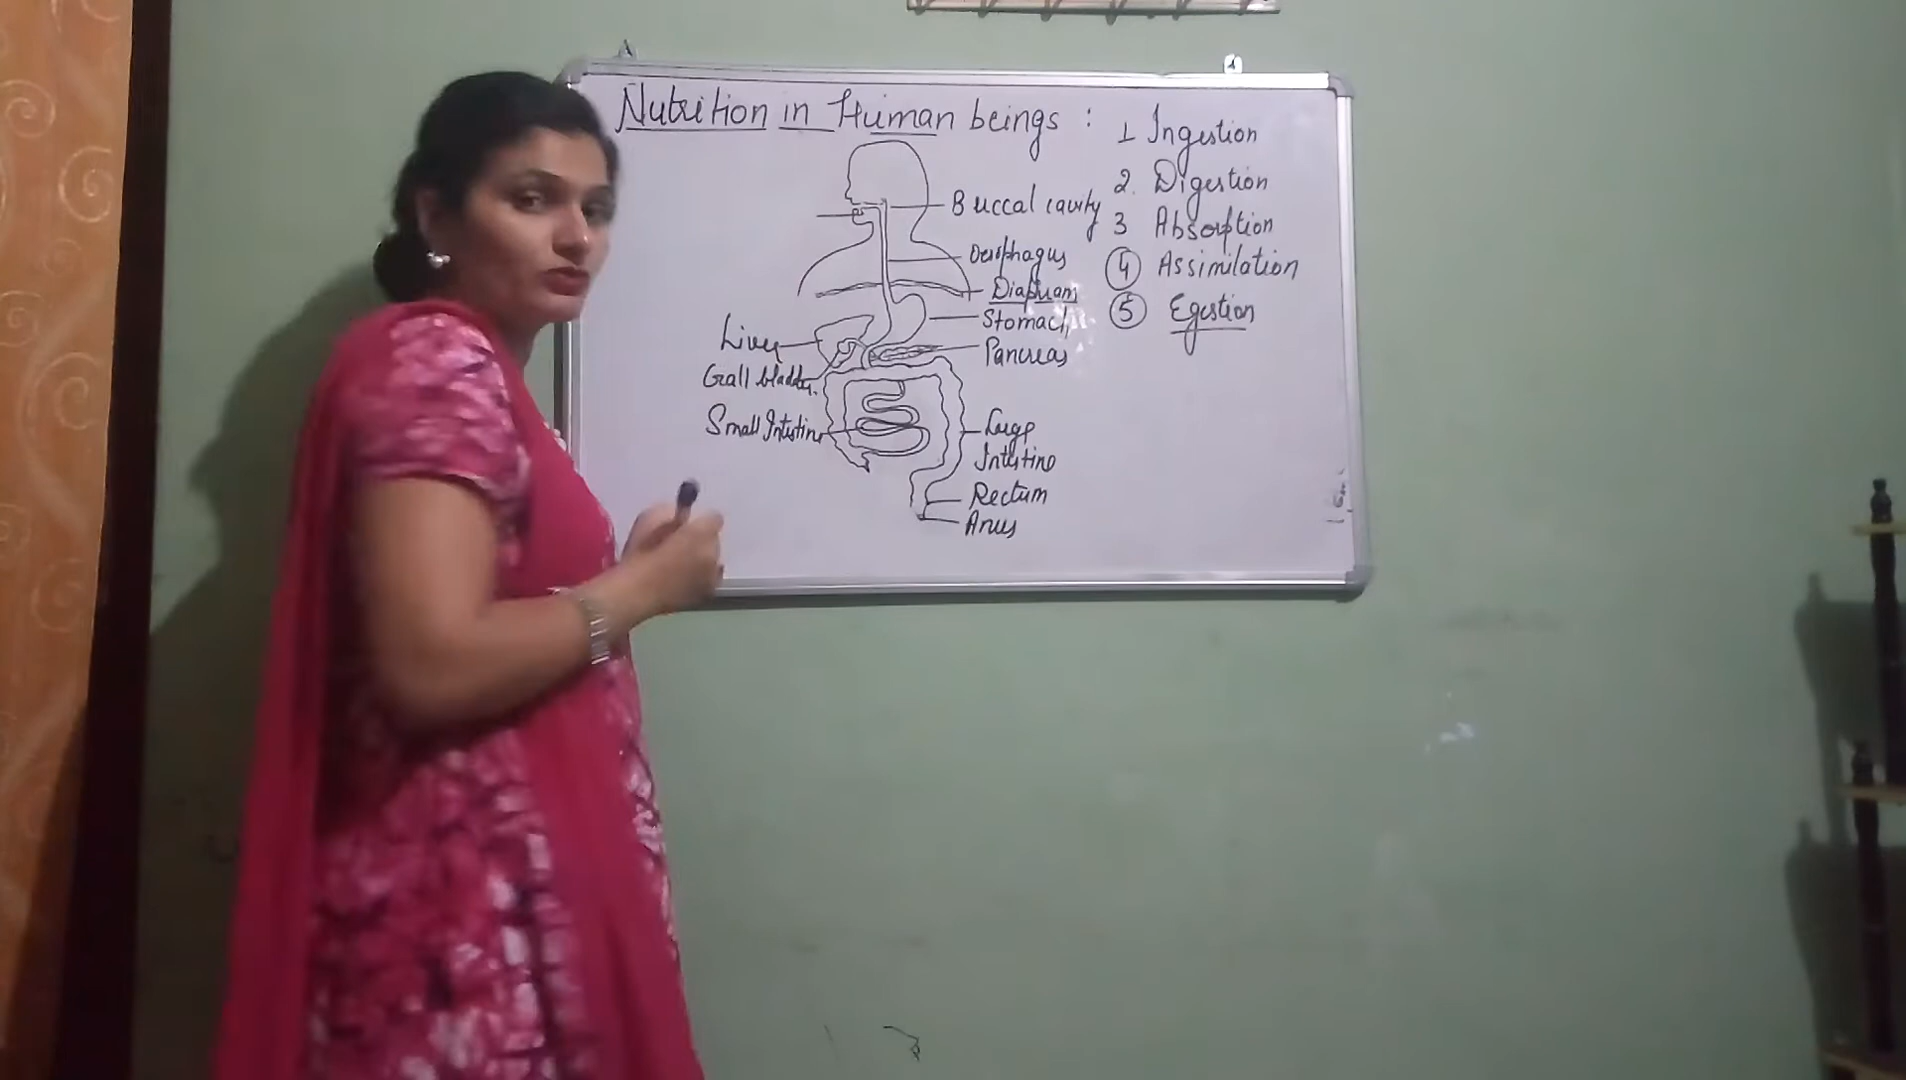 Nutrition in Human beings :
1 Ingestion
2. Digestion
3 Absorption
4 Assimilation
5 Egestion
Buccal cavity
Oesophagus
Diaphram
Stomach
Pancreas
Liver
Gall bladder.
Small Intestine
Large
Intestine
Rectum
Anus